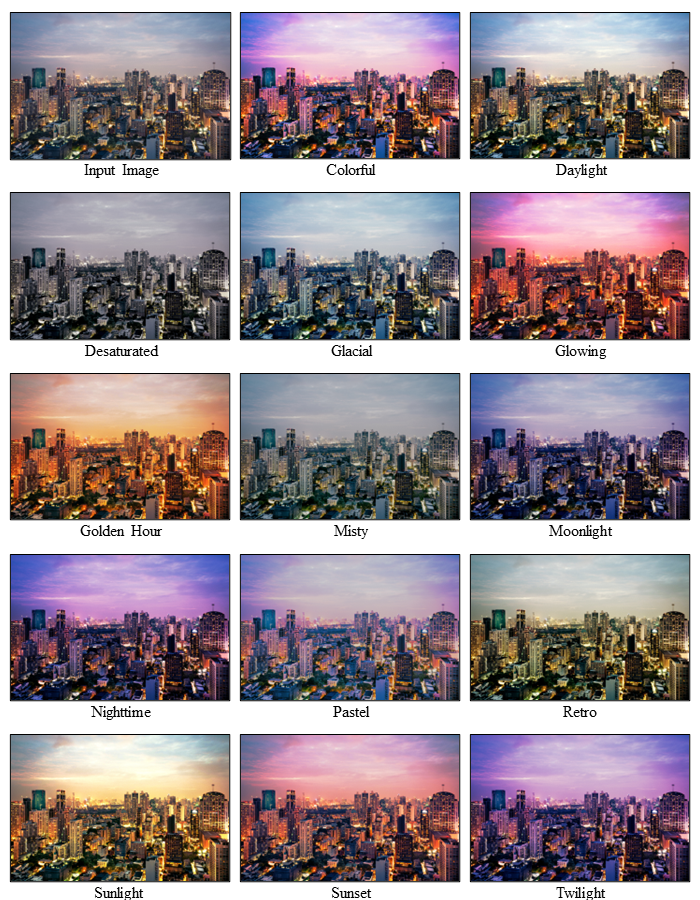 Input Image
Colorful
Daylight
Desaturated
Glacial
Glowing
Golden Hour
Misty
Moonlight
Nighttime
Pastel
Retro
Sunlight
Sunset
Twilight